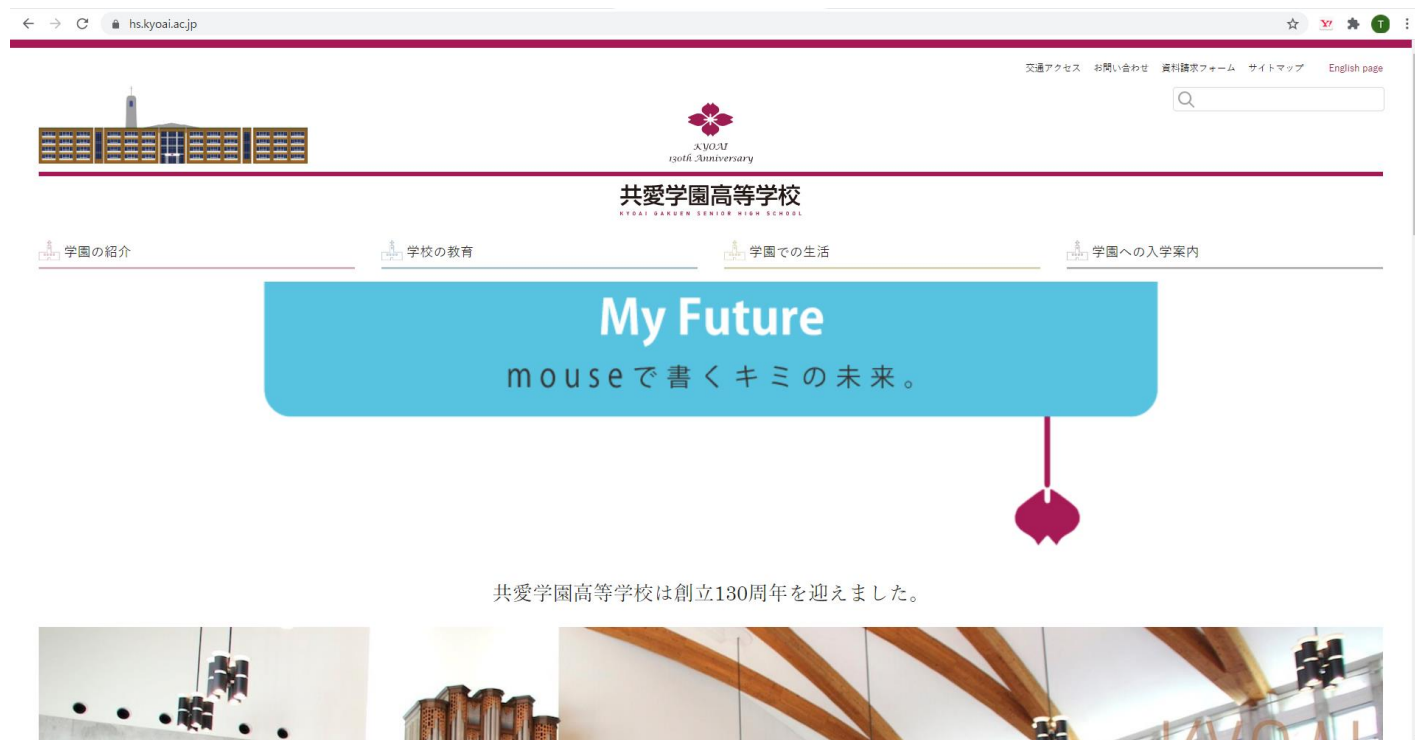 hs.kyoai.ac.jp
T
交通アクセス お問い合わせ 資料請求フォーム サイトマップ English page
KYOAI
130th Anniversary
共愛学園高等学校
KYOAI GAKUEN SENIOR HIGH SCHOOL
学園の紹介 学校の教育 学園での生活 学園への入学案内
My Future
mouseで書くキミの未来。
共愛学園高等学校は創立130周年を迎えました。
KYOAI